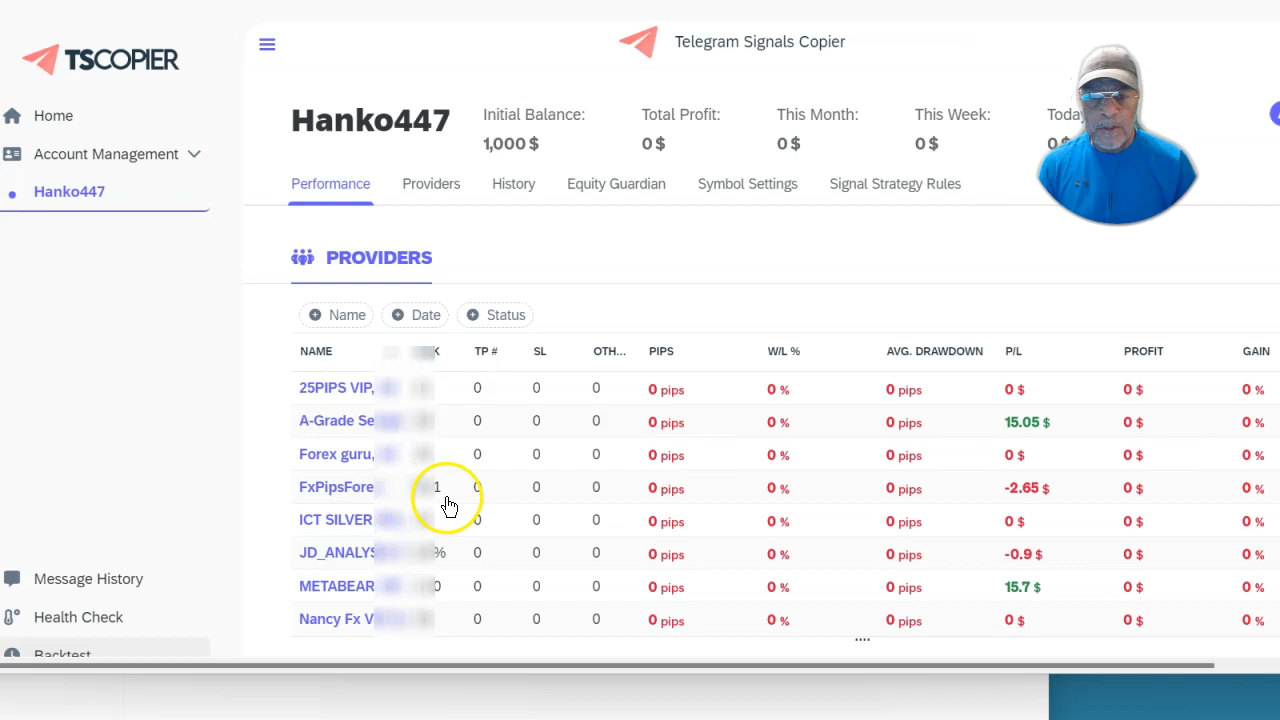 TSCOPIER
Telegram Signals Copier
Home
Account Management
Hanko447
Hanko447
Initial Balance: Total Profit: This Month: This Week:
1,000 $ 0 $ 0 $ 0 $
Performance Providers History Equity Guardian Symbol Settings Signal Strategy Rules
PROVIDERS
Name Date Status
NAME TP # SL OTH... PIPS W/L % AVG. DRAWDOWN P/L PROFIT GAIN
25PIPS VIP, 0 0 0 0 pips 0 % 0 pips 0 $ 0 $ 0 %
A-Grade Se 0 0 0 0 pips 0 % 0 pips 15.05 $ 0 $ 0 %
Forex guru, 0 0 0 0 pips 0 % 0 pips 0 $ 0 $ 0 %
FxPipsFore 1 0 0 0 0 pips 0 % 0 pips -2.65 $ 0 $ 0 %
ICT SILVER 0 0 0 0 pips 0 % 0 pips 0 $ 0 $ 0 %
JD_ANALYS % 0 0 0 0 pips 0 % 0 pips -0.9 $ 0 $ 0 %
METABEAR 0 0 0 0 0 pips 0 % 0 pips 15.7 $ 0 $ 0 %
Nancy Fx V 0 0 0 0 pips 0 % 0 pips 0 $ 0 $ 0 %
....
Message History
Health Check
Backtest